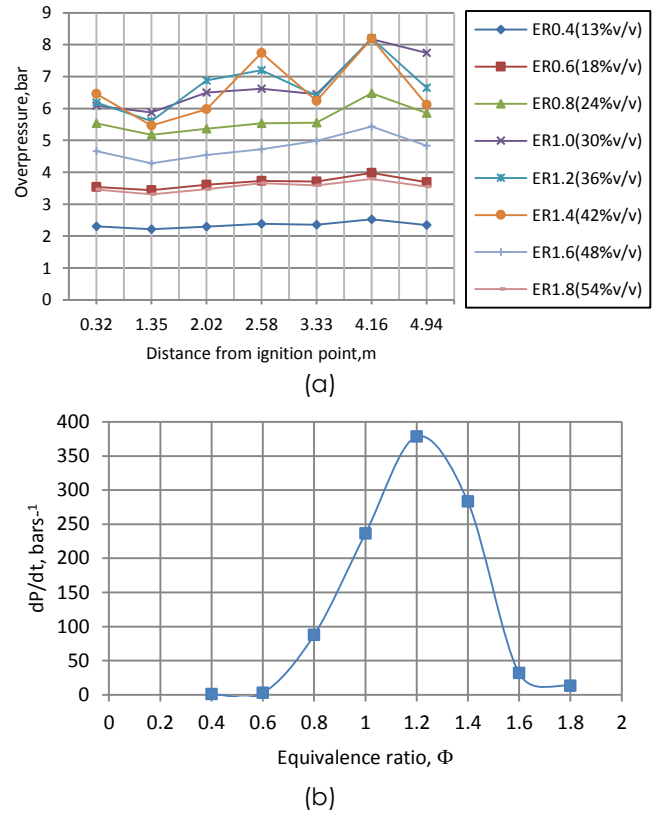 9
8
7
6
5
4
3
2
1
0
Overpressure,bar
0.32 1.35 2.02 2.58 3.33 4.16 4.94
Distance from ignition point,m
ER0.4(13%v/v)
ER0.6(18%v/v)
ER0.8(24%v/v)
ER1.0(30%v/v)
ER1.2(36%v/v)
ER1.4(42%v/v)
ER1.6(48%v/v)
ER1.8(54%v/v)
(a)
400
350
300
250
200
150
100
50
0
dP/dt, bars-¹
0 0.2 0.4 0.6 0.8 1 1.2 1.4 1.6 1.8 2
Equivalence ratio, Φ
(b)